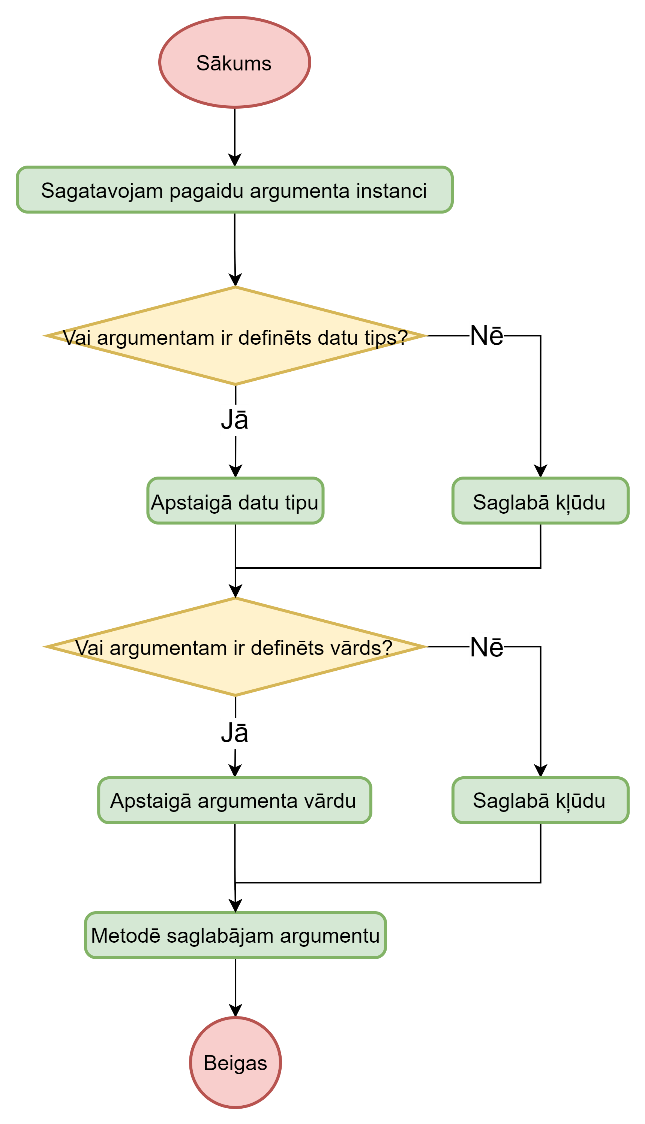 Sākums
Sagatavojam pagaidu argumenta instanci
Vai argumentam ir definēts datu tips?
Nē
Jā
Apstaigā datu tipu
Saglabā kļūdu
Vai argumentam ir definēts vārds?
Nē
Jā
Apstaigā argumenta vārdu
Saglabā kļūdu
Metodē saglabājam argumentu
Beigas